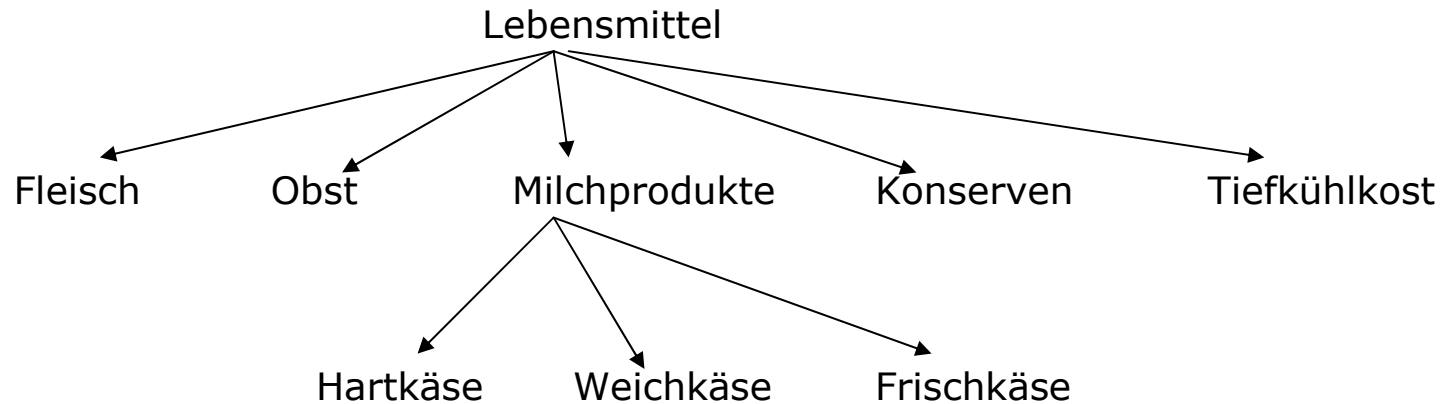 Lebensmittel
Fleisch Obst Milchprodukte Konserven Tiefkühlkost
Hartkäse Weichkäse Frischkäse